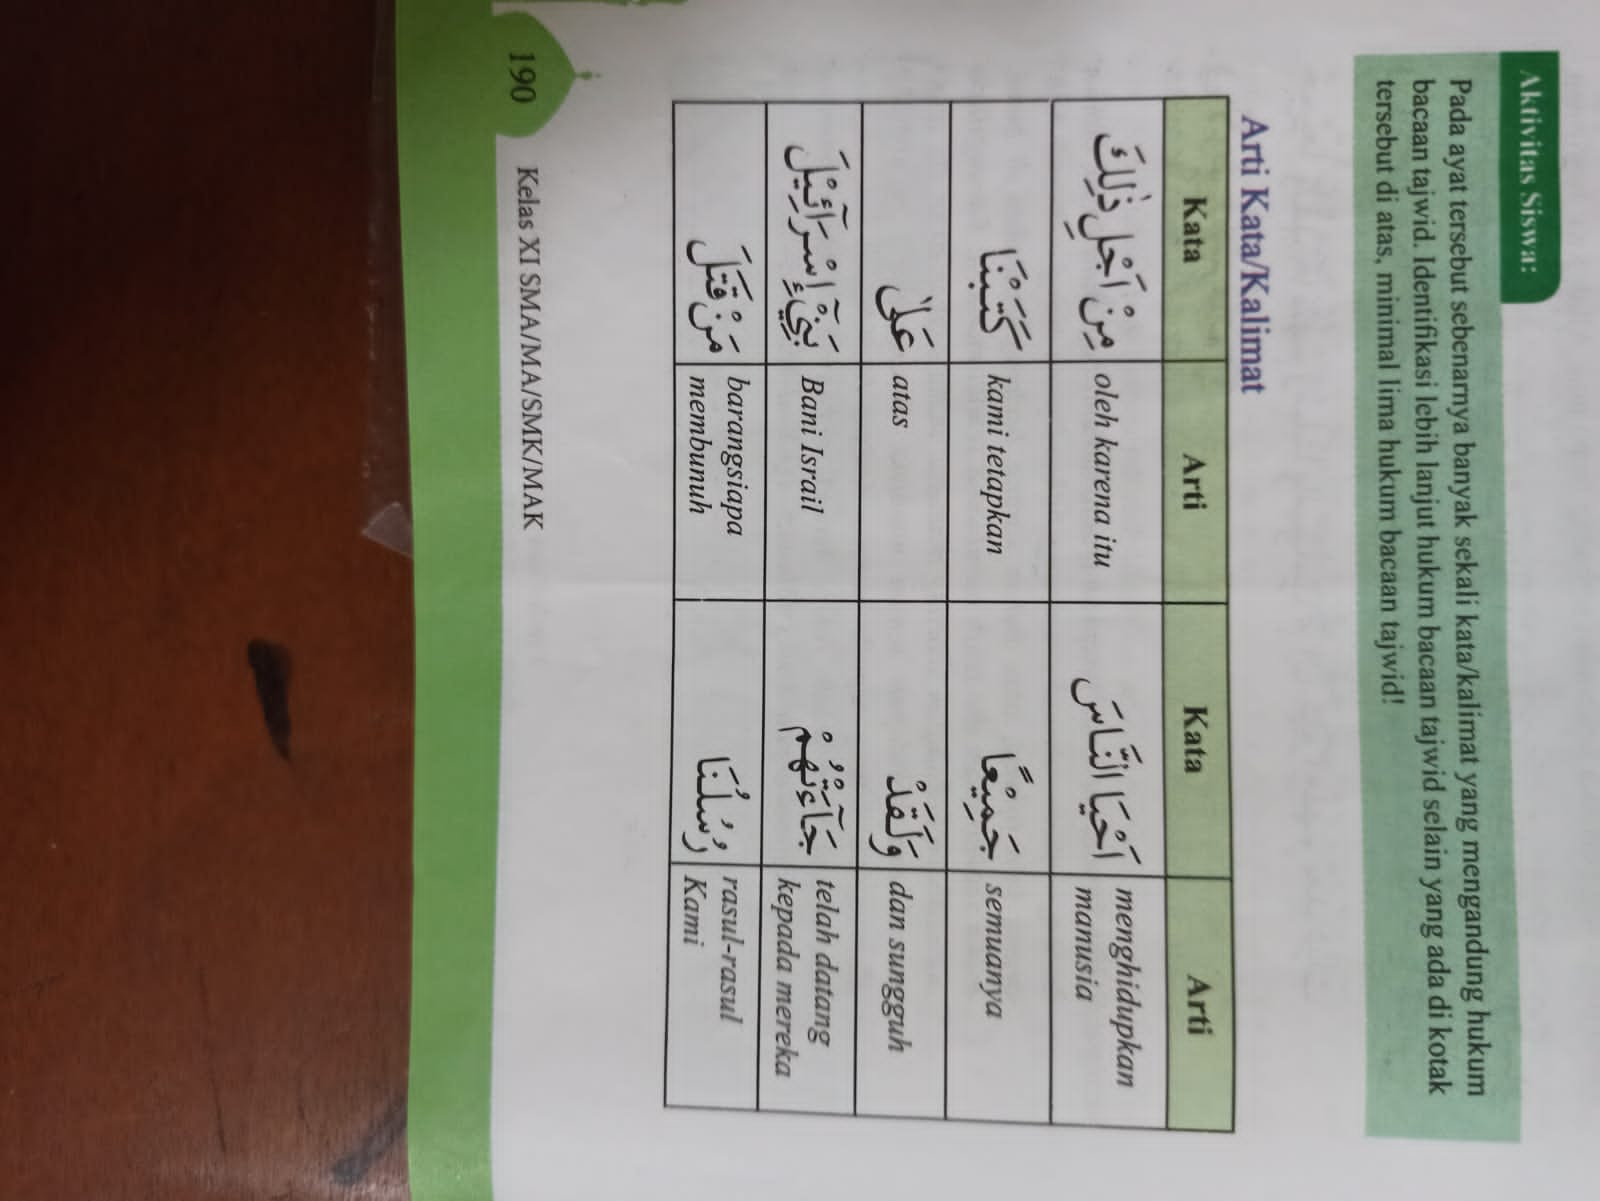 Aktivitas Siswa:
Pada ayat tersebut sebenarnya banyak sekali kata/kalimat yang mengandung hukum
bacaan tajwid. Identifikasi lebih lanjut hukum bacaan tajwid selain yang ada di kotak
tersebut di atas, minimal lima hukum bacaan tajwid!
Arti Kata/Kalimat
Kata Arti Kata Arti
مِنْ اَجْلِ ذٰلِكَ oleh karena itu اَحْيَا النَّاسَ menghidupkan
manusia
كَتَبْنَا kami tetapkan جَمِيْعًا semuanya
عَلٰى atas وَلَقَدْ dan sungguh
بَنِيْٓ اِسْرَآءِيْلَ Bani Israil جَآءَتْهُمْ telah datang
kepada mereka
مَنْ قَتَلَ barangsiapa
membunuh
رُسُلُنَا rasul-rasul
Kami
190 Kelas XI SMA/MA/SMK/MAK